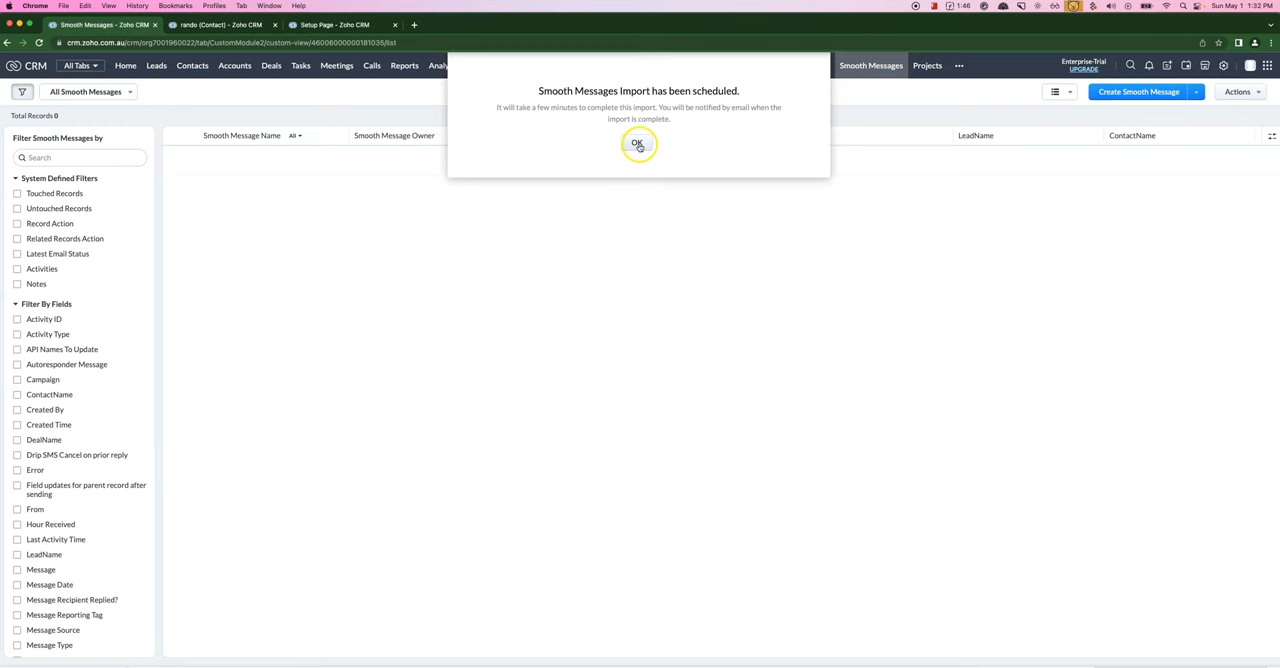 Chrome File Edit View History Bookmarks Profiles Tab Window Help 1:46 Sun May 1 1:32 PM
Smooth Messages - Zoho CRM rando (Contact) - Zoho CRM Setup Page - Zoho CRM
crm.zoho.com.au/crm/org7001960022/tab/CustomModule2/custom-view/46006000000181035/list
CRM All Tabs Home Leads Contacts Accounts Deals Tasks Meetings Calls Reports Analy Smooth Messages Projects ••• Enterprise-Trial
UPGRADE
All Smooth Messages Create Smooth Message Actions
Smooth Messages Import has been scheduled.
It will take a few minutes to complete this import. You will be notified by email when the
import is complete.
OK
Total Records 0
Filter Smooth Messages by
Smooth Message Name All Smooth Message Owner LeadName ContactName
Search
System Defined Filters
Touched Records
Untouched Records
Record Action
Related Records Action
Latest Email Status
Activities
Notes
Filter By Fields
Activity ID
Activity Type
API Names To Update
Autoresponder Message
Campaign
ContactName
Created By
Created Time
DealName
Drip SMS Cancel on prior reply
Error
Field updates for parent record after
sending
From
Hour Received
Last Activity Time
LeadName
Message
Message Date
Message Recipient Replied?
Message Reporting Tag
Message Source
Message Type